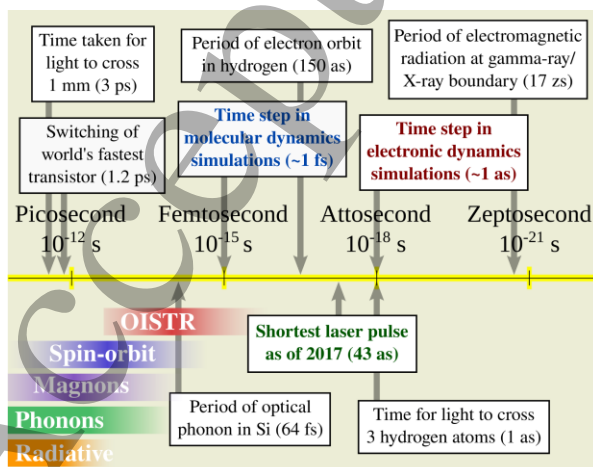 Time taken for
light to cross
1 mm (3 ps)
Period of electron orbit
in hydrogen (150 as)
Period of electromagnetic
radiation at gamma-ray/
X-ray boundary (17 zs)
Switching of
world's fastest
transistor (1.2 ps)
Time step in
molecular dynamics
simulations (~1 fs)
Time step in
electronic dynamics
simulations (~1 as)
Picosecond
10-12 s
Femtosecond
10-15 s
Attosecond
10-18 s
Zeptosecond
10-21 s
OISTR
Spin-orbit
Magnons
Phonons
Radiative
Shortest laser pulse
as of 2017 (43 as)
Period of optical
phonon in Si (64 fs)
Time for light to cross
3 hydrogen atoms (1 as)